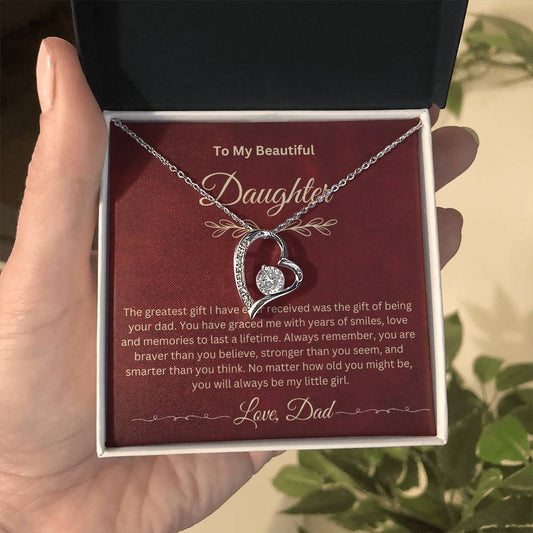 To My Beautiful
Daughter
The greatest gift I have received was the gift of being
your dad. You have graced me with years of smiles, love
and memories to last a lifetime. Always remember, you are
braver than you believe, stronger than you seem, and
smarter than you think. No matter how old you might be,
you will always be my little girl.
Love, Dad